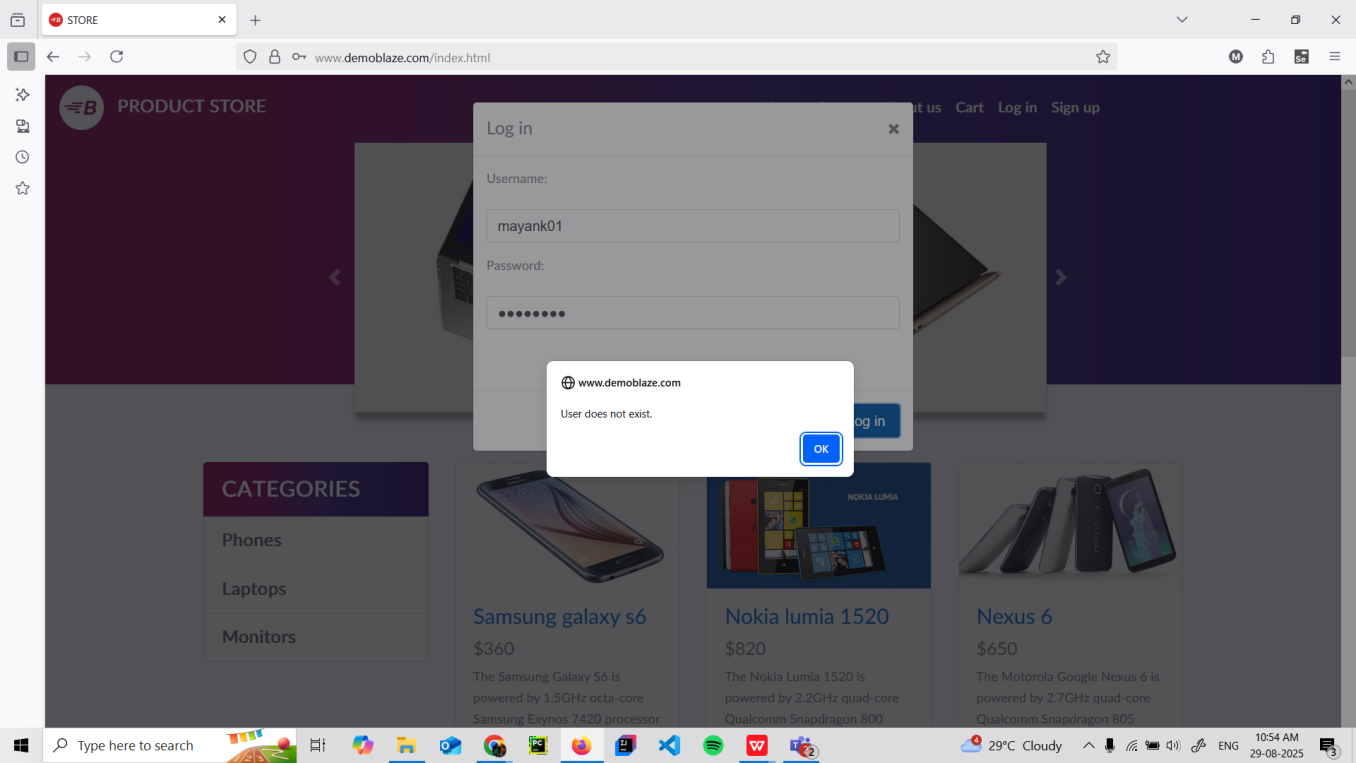 STORE
www.demoblaze.com/index.html
M
Se
B
PRODUCT STORE
ut us
Cart
Log in
Sign up
Log in
Username:
mayank01
Password:
www.demoblaze.com
User does not exist.
OK
og in
CATEGORIES
Phones
Laptops
Monitors
NOKIA LUMIA
Samsung galaxy s6
$360
The Samsung Galaxy S6 is
powered by 1.5GHz octa-core
Samsung Exynos 7420 processor
Nokia lumia 1520
$820
The Nokia Lumia 1520 is
powered by 2.2GHz quad-core
Qualcomm Snapdragon 800
Nexus 6
$650
The Motorola Google Nexus 6 is
powered by 2.7GHz quad-core
Qualcomm Snapdragon 805
Type here to search
PC
W
2
4
29°C Cloudy
ENG
10:54 AM
29-08-2025
3